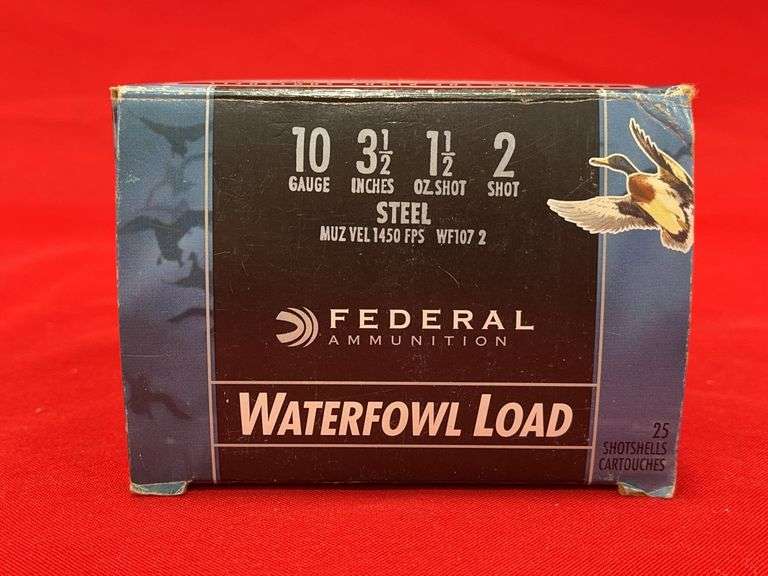 10 3½ 1½ 2
GAUGE INCHES OZ. SHOT SHOT
STEEL
MUZ VEL 1450 FPS WF107 2
FEDERAL
AMMUNITION
WATERFOWL LOAD
25
SHOTSHELLS
CARTOUCHES